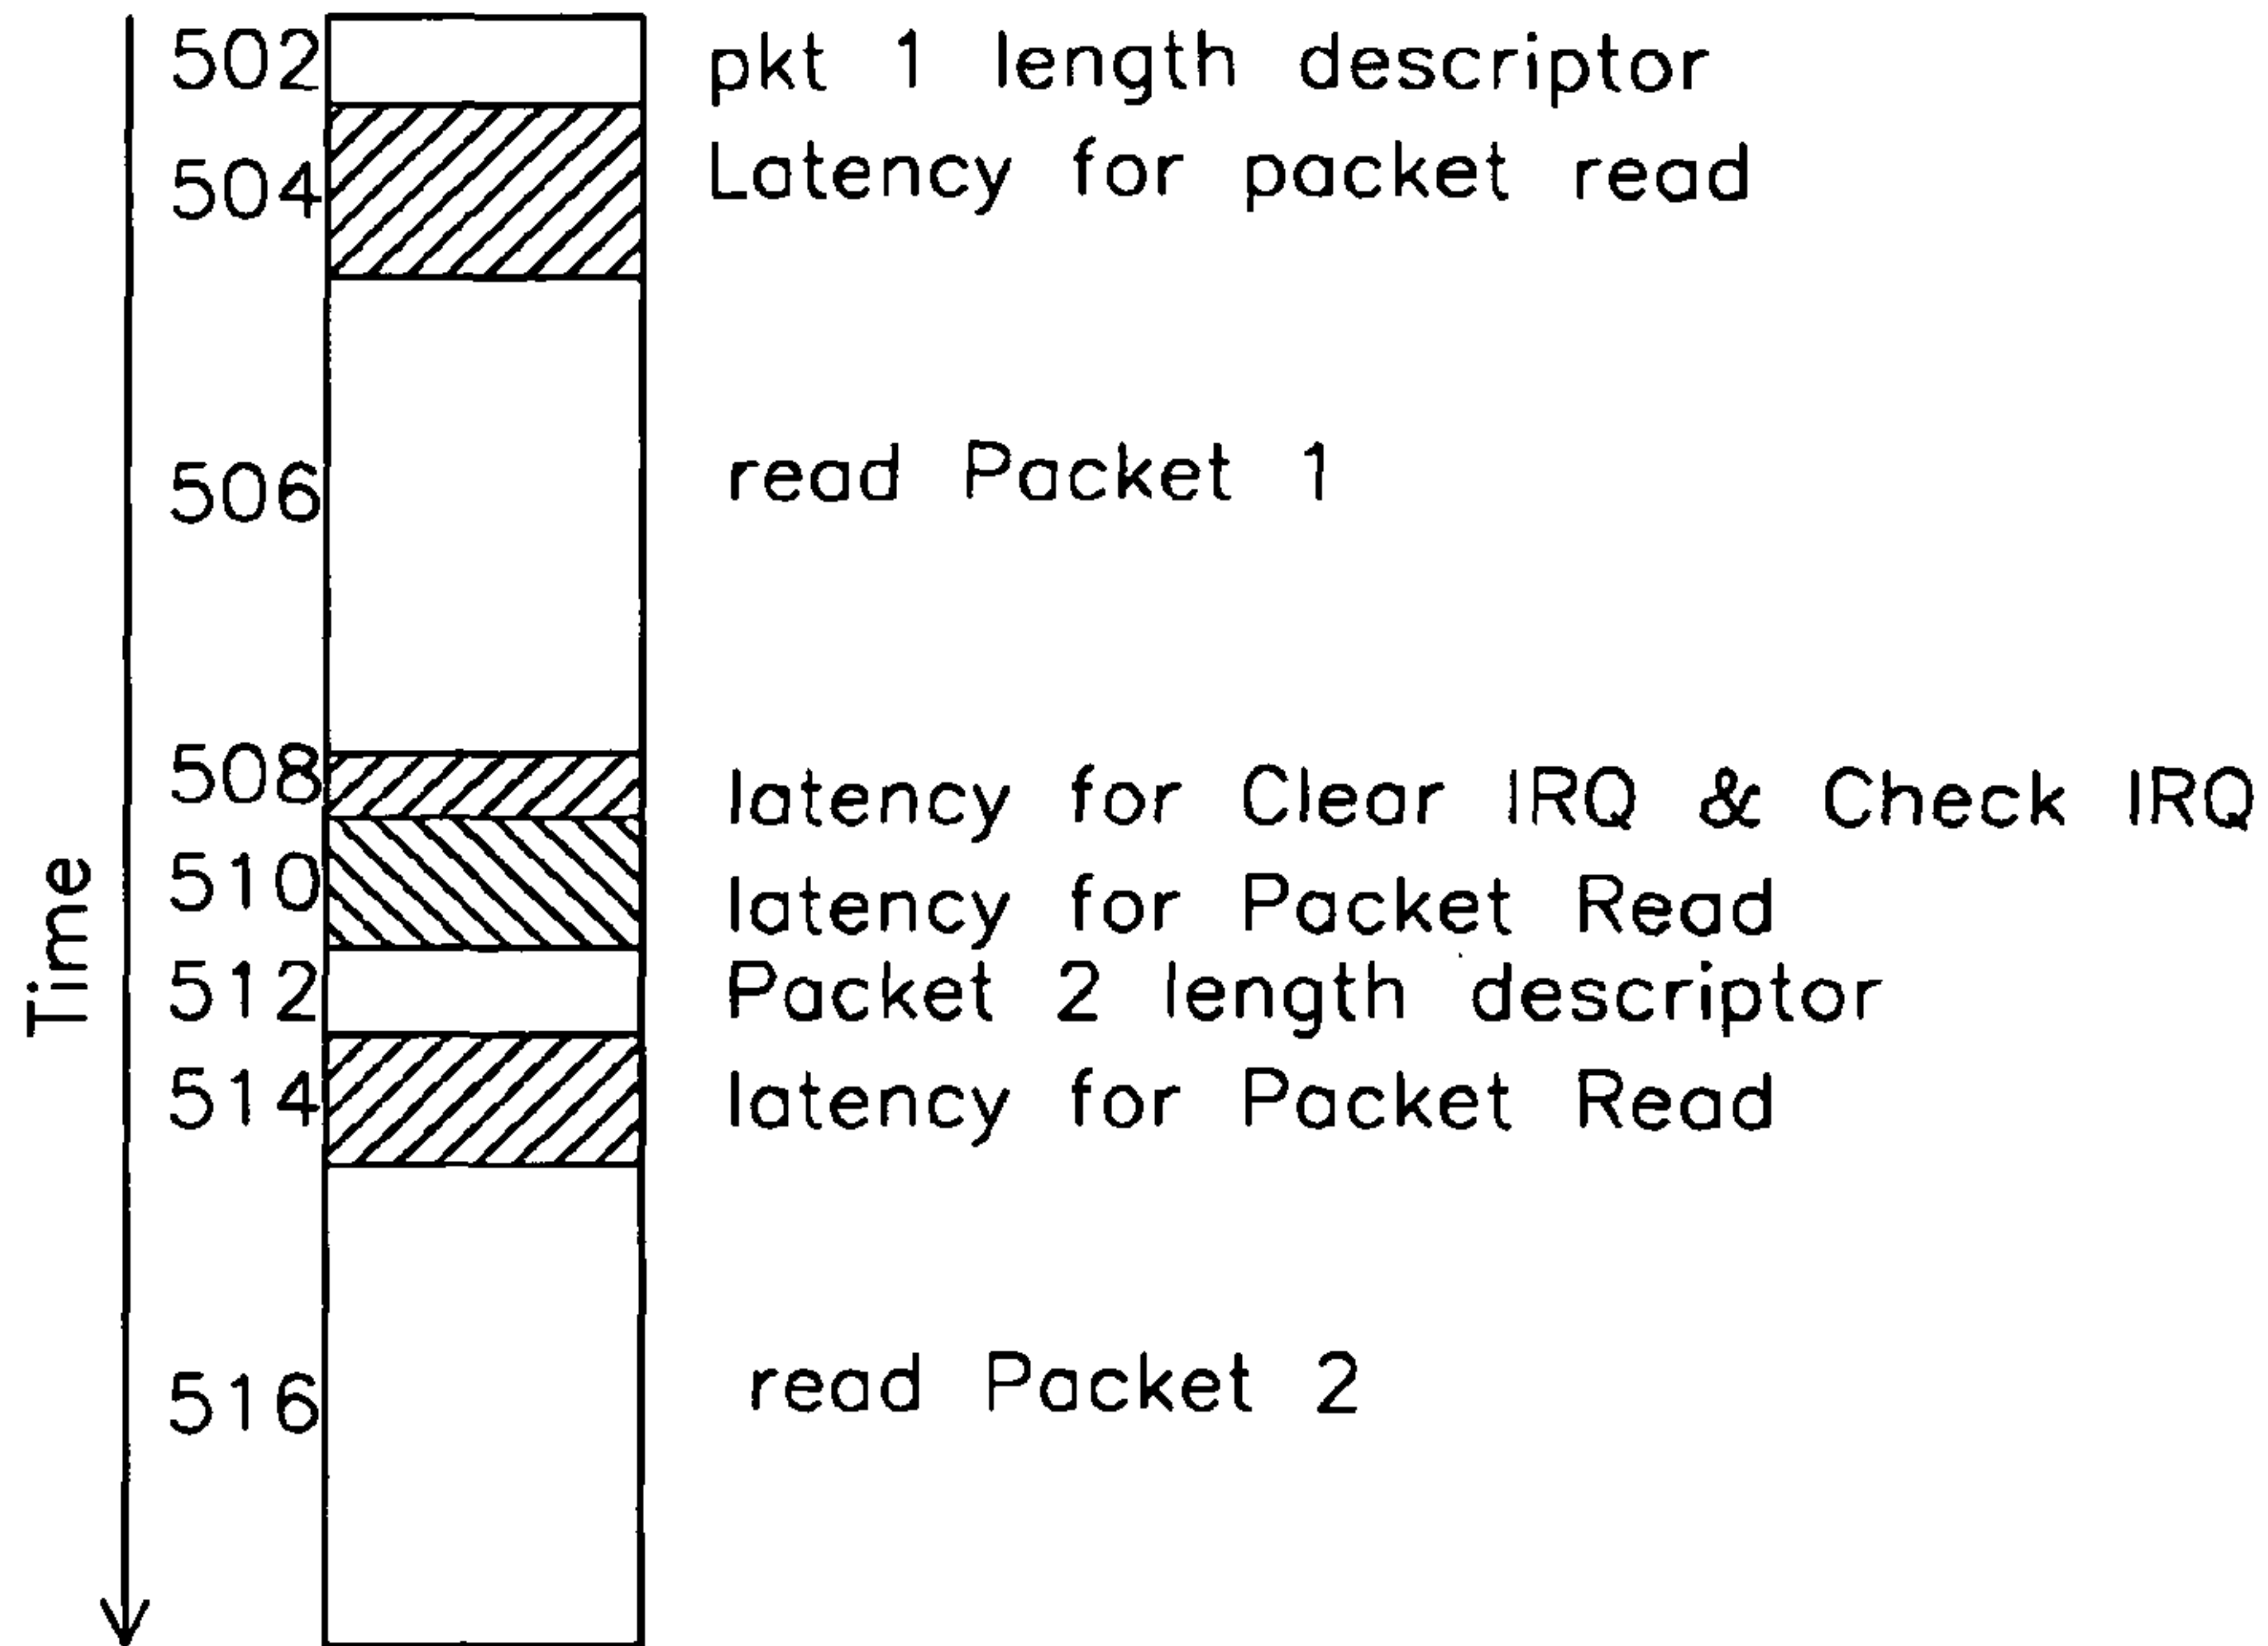 502 pkt 1 length descriptor
504 Latency for packet read
506 read Packet 1
508 latency for Clear IRQ & Check IRQ
510 latency for Packet Read
512 Packet 2 length descriptor
514 latency for Packet Read
516 read Packet 2
Time